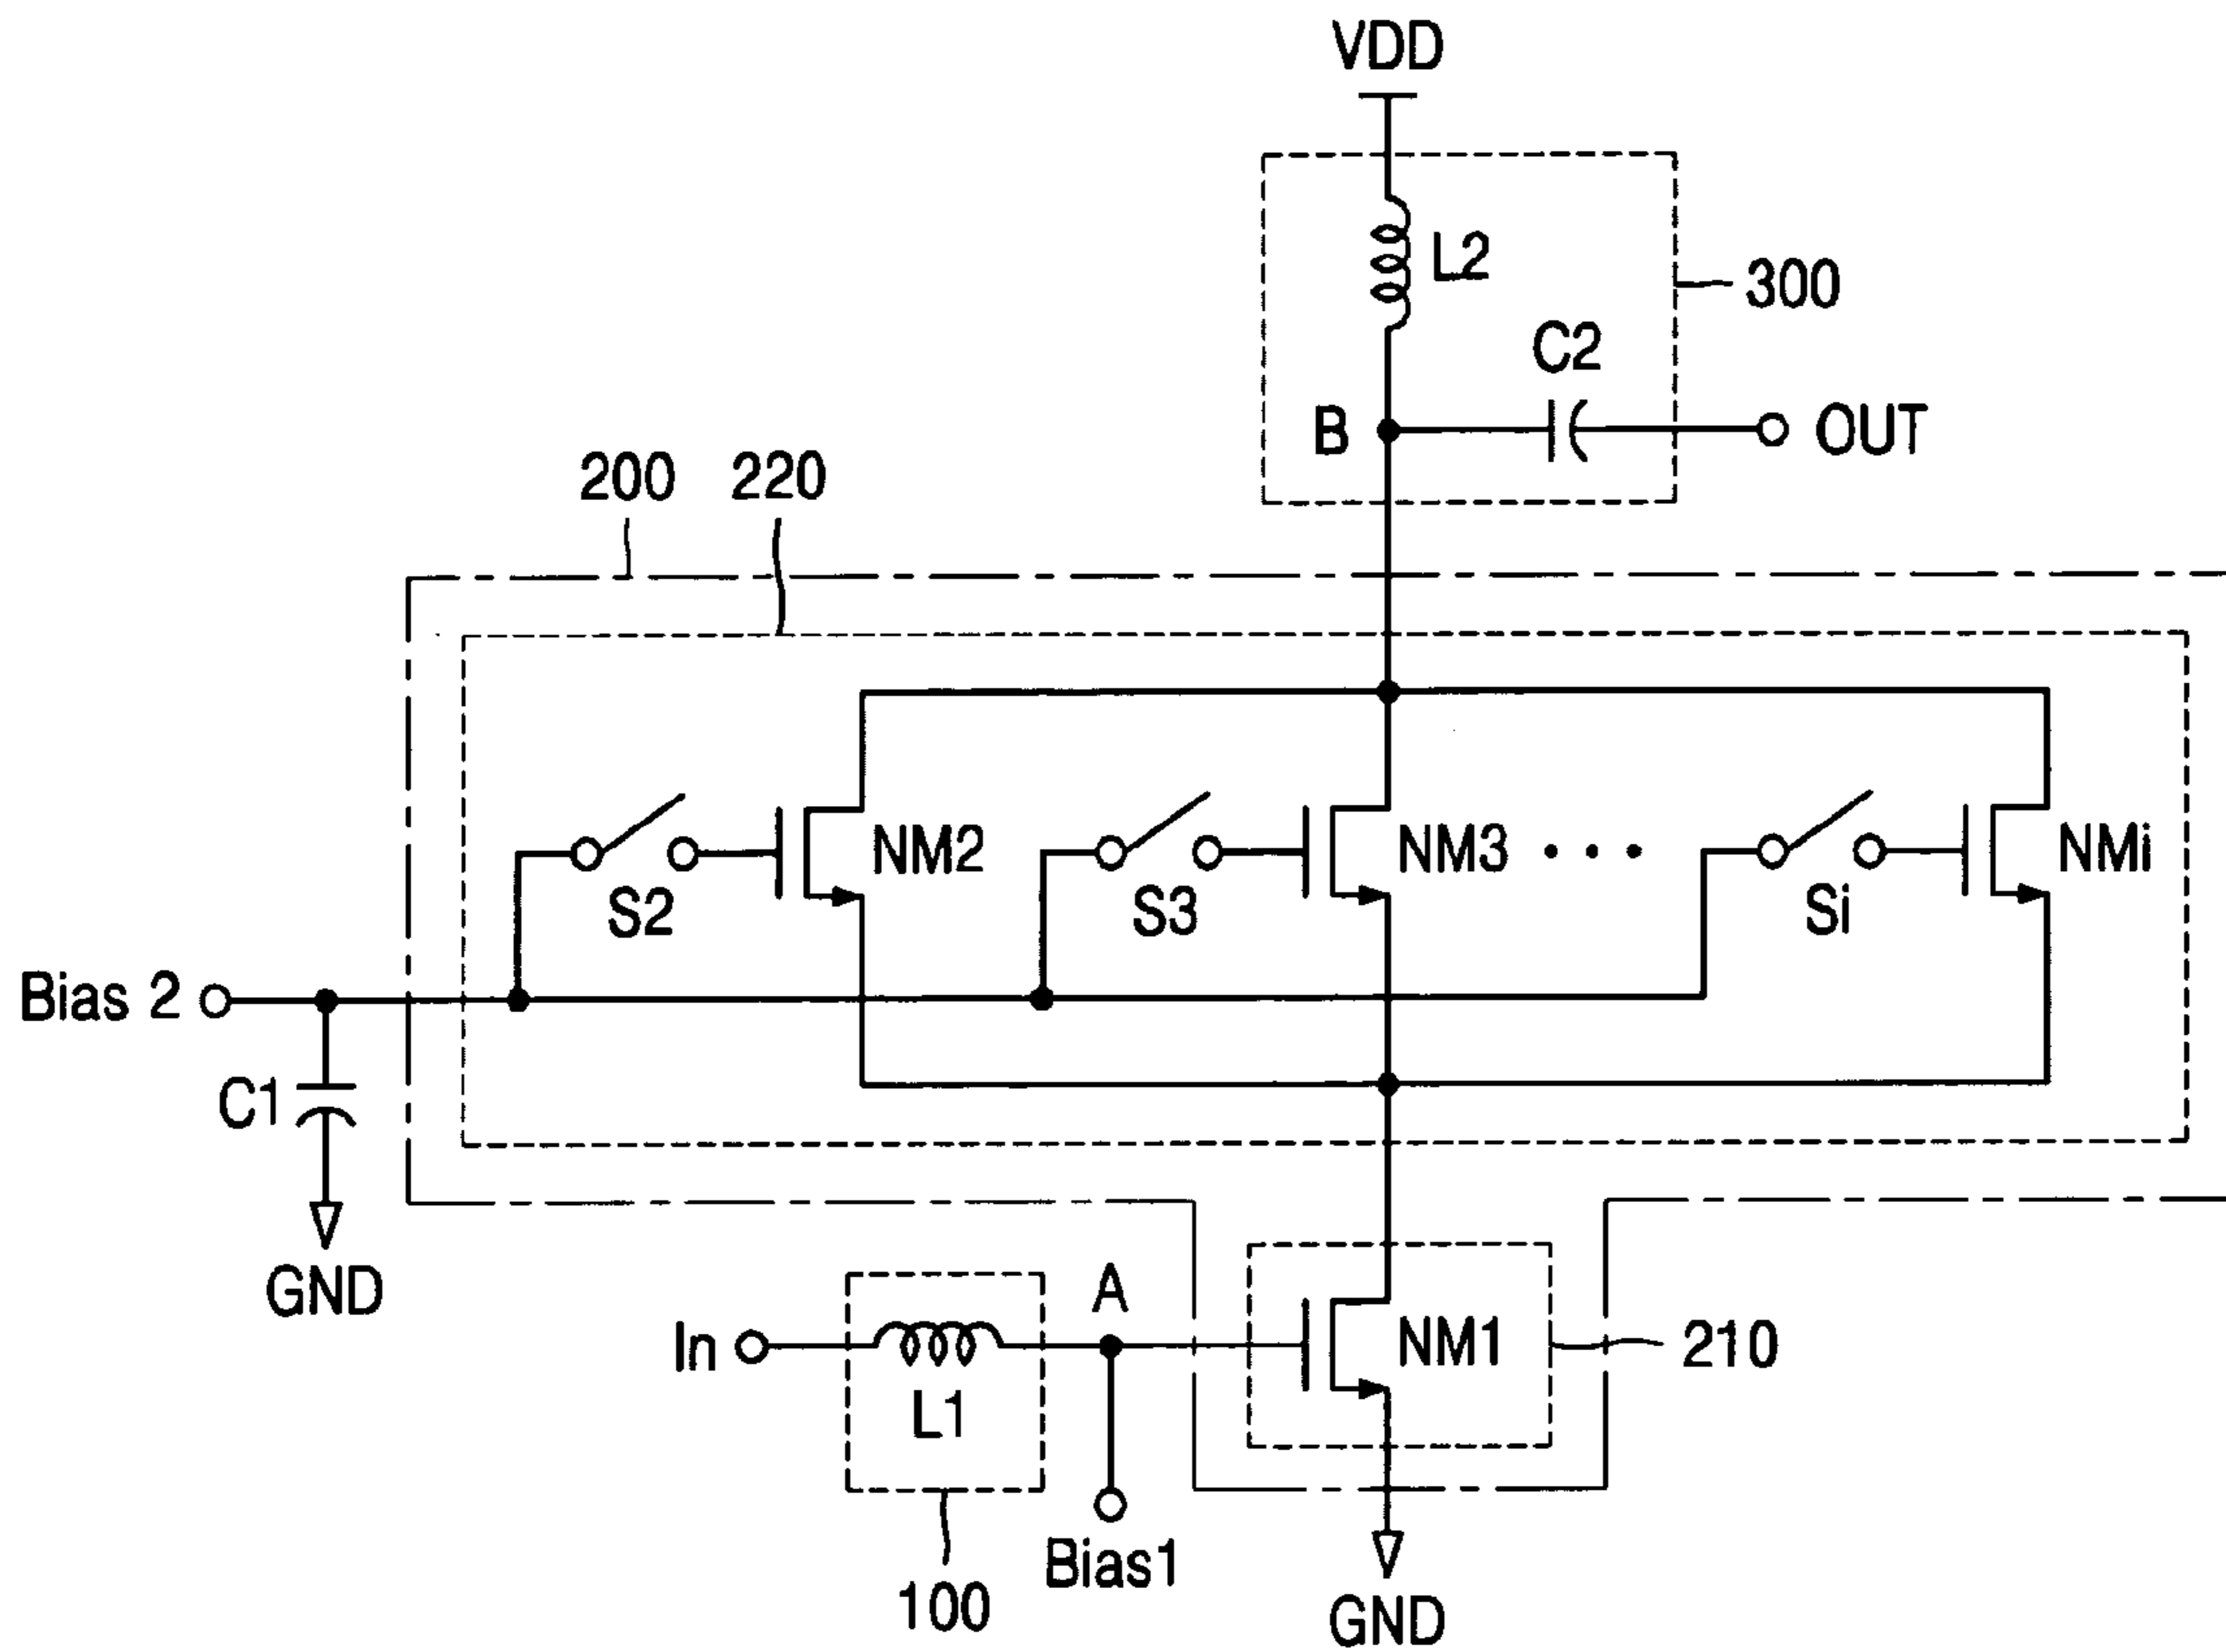 VDD
L2
300
C2
B
OUT
200
220
NM2
NM3
NMi
S2
S3
Si
Bias 2
C1
GND
A
In
NM1
210
L1
Bias1
100
GND